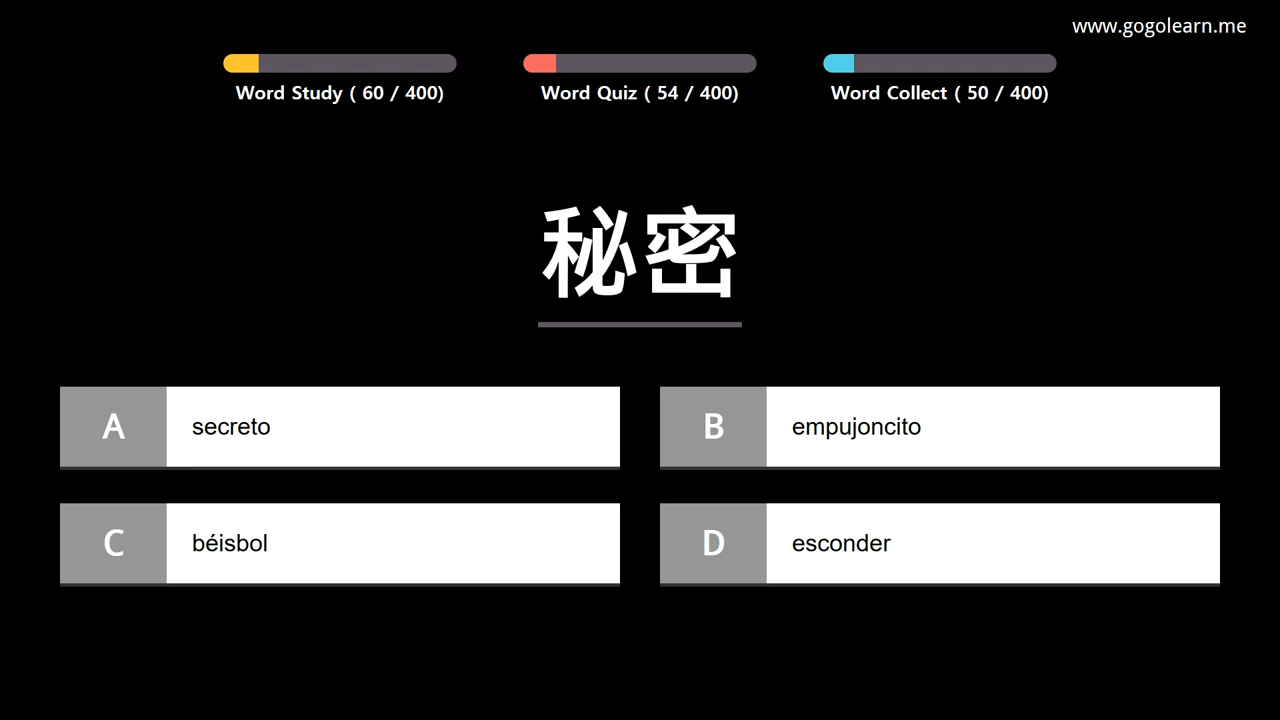 www.gogolearn.me
Word Study ( 60 / 400)
Word Quiz ( 54 / 400)
Word Collect ( 50 / 400)
秘密
A secreto
B empujoncito
C béisbol
D esconder